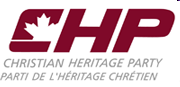 CHP
CHRISTIAN HERITAGE PARTY
PARTI DE L'HÉRITAGE CHRÉTIEN